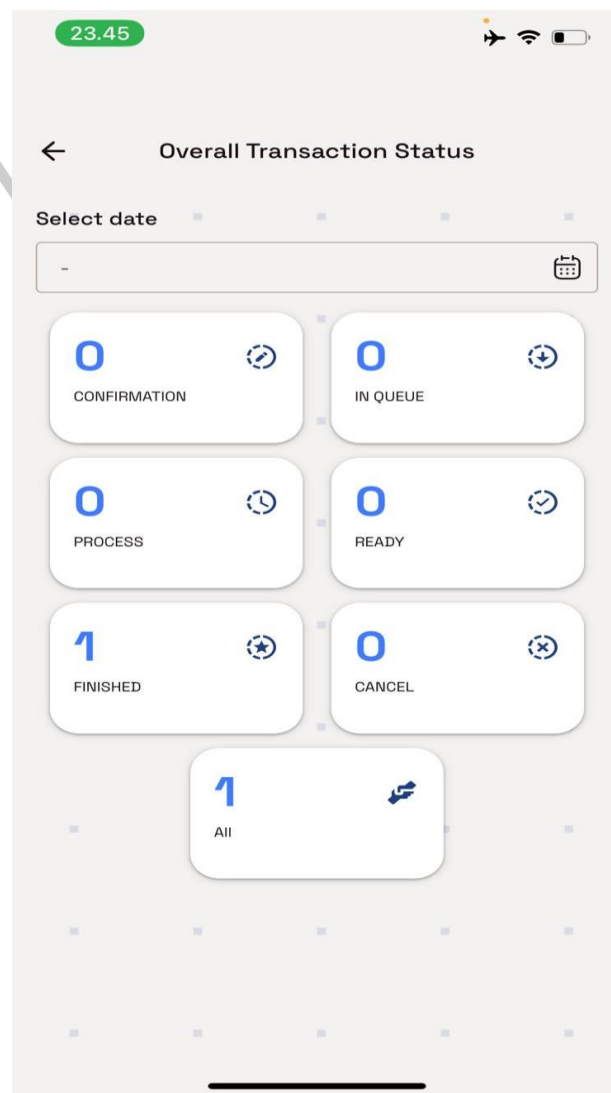 23.45
Overall Transaction Status
Select date
-
0
CONFIRMATION
0
IN QUEUE
0
PROCESS
0
READY
1
FINISHED
0
CANCEL
1
All